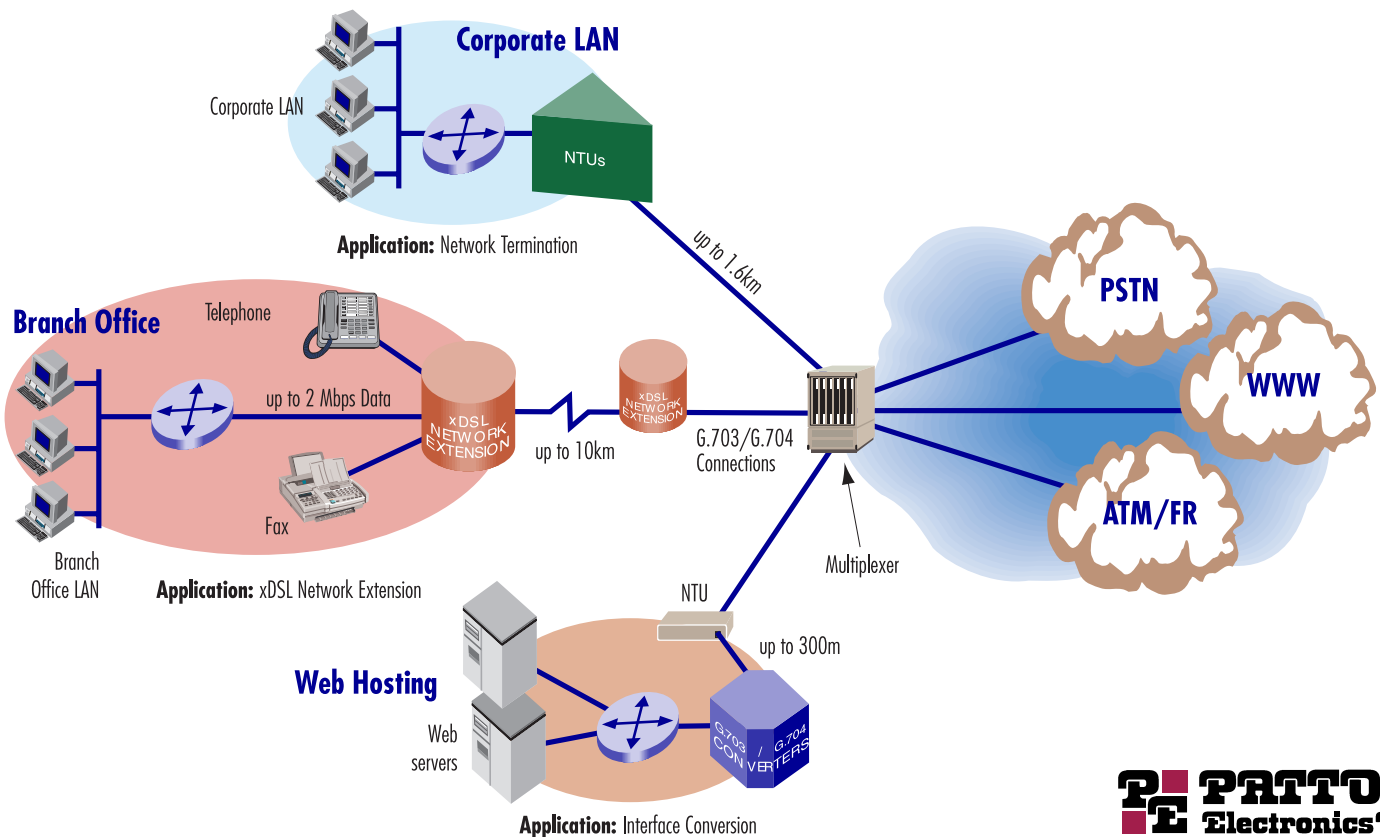 Corporate LAN
Corporate LAN
NTUs
Application: Network Termination
up to 1.6km
Branch Office
Telephone
up to 2 Mbps Data
xDSL
NETWORK
EXTENSION
Fax
Branch
Office LAN
Application: xDSL Network Extension
up to 10km
xDSL
NETWORK
EXTENSION
G.703/G.704
Connections
Multiplexer
PSTN
WWW
ATM/FR
NTU
up to 300m
Web Hosting
Web
servers
G.703 / G.704
CONVERTERS
Application: Interface Conversion
PE PATTO
Electronics